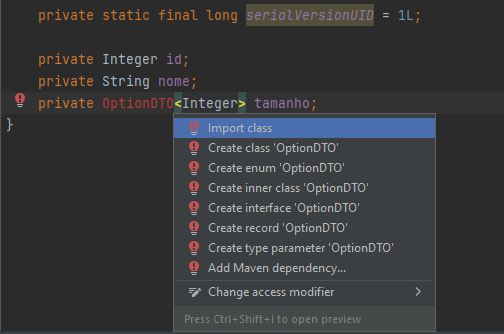 private static final long serialVersionUID = 1L;
private Integer id;
private String nome;
private OptionDTO<Integer> tamanho;
}
Import class
Create class 'OptionDTO'
Create enum 'OptionDTO'
Create inner class 'OptionDTO'
Create interface 'OptionDTO'
Create record 'OptionDTO'
Create type parameter 'OptionDTO'
Add Maven dependency...
Change access modifier
Press Ctrl+Shift+I to open preview